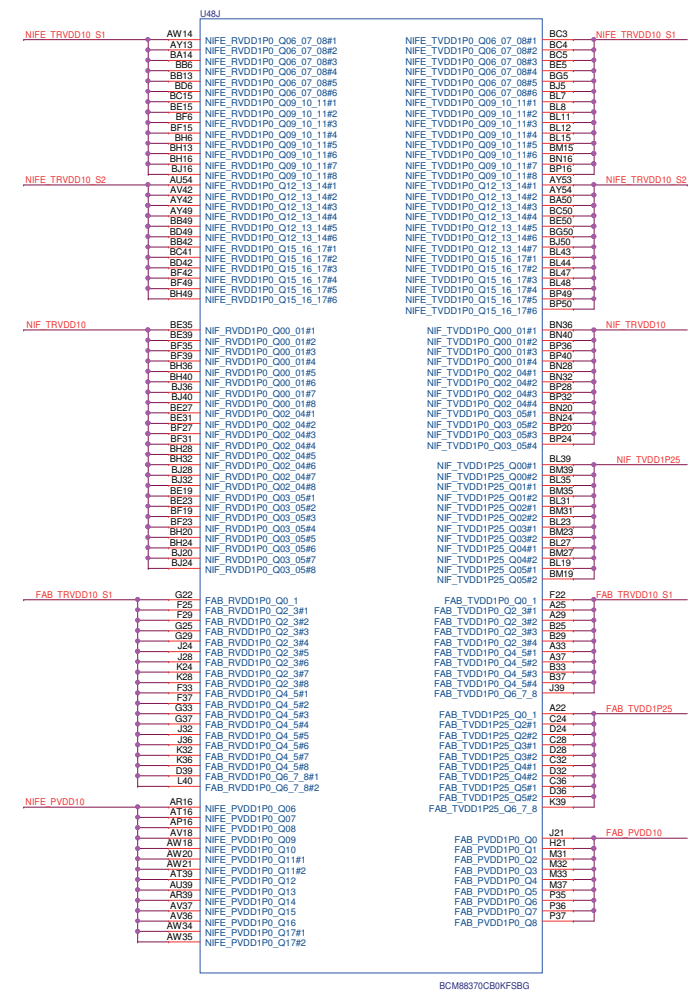 U48J
NIFE_TRVDD10_S1
AW14 NIFE_RVDD1P0_Q06_07_08#1
AY13 NIFE_RVDD1P0_Q06_07_08#2
BA14 NIFE_RVDD1P0_Q06_07_08#3
BB6 NIFE_RVDD1P0_Q06_07_08#4
BB13 NIFE_RVDD1P0_Q06_07_08#5
BD6 NIFE_RVDD1P0_Q06_07_08#6
BC15 NIFE_RVDD1P0_Q09_10_11#1
BE15 NIFE_RVDD1P0_Q09_10_11#2
BF6 NIFE_RVDD1P0_Q09_10_11#3
BF15 NIFE_RVDD1P0_Q09_10_11#4
BH6 NIFE_RVDD1P0_Q09_10_11#5
BH13 NIFE_RVDD1P0_Q09_10_11#6
BH16 NIFE_RVDD1P0_Q09_10_11#7
BJ16 NIFE_RVDD1P0_Q09_10_11#8
NIFE_TRVDD10_S2
AU54 NIFE_RVDD1P0_Q12_13_14#1
AV42 NIFE_RVDD1P0_Q12_13_14#2
AY42 NIFE_RVDD1P0_Q12_13_14#3
AY49 NIFE_RVDD1P0_Q12_13_14#4
BB49 NIFE_RVDD1P0_Q12_13_14#5
BD49 NIFE_RVDD1P0_Q12_13_14#6
BB42 NIFE_RVDD1P0_Q15_16_17#1
BC41 NIFE_RVDD1P0_Q15_16_17#2
BD42 NIFE_RVDD1P0_Q15_16_17#3
BF42 NIFE_RVDD1P0_Q15_16_17#4
BF49 NIFE_RVDD1P0_Q15_16_17#5
BH49 NIFE_RVDD1P0_Q15_16_17#6
NIF_TRVDD10
BE35 NIF_RVDD1P0_Q00_01#1
BE39 NIF_RVDD1P0_Q00_01#2
BF35 NIF_RVDD1P0_Q00_01#3
BF39 NIF_RVDD1P0_Q00_01#4
BH36 NIF_RVDD1P0_Q00_01#5
BH40 NIF_RVDD1P0_Q00_01#6
BJ36 NIF_RVDD1P0_Q00_01#7
BJ40 NIF_RVDD1P0_Q00_01#8
BE27 NIF_RVDD1P0_Q02_04#1
BE31 NIF_RVDD1P0_Q02_04#2
BF27 NIF_RVDD1P0_Q02_04#3
BF31 NIF_RVDD1P0_Q02_04#4
BH28 NIF_RVDD1P0_Q02_04#5
BH32 NIF_RVDD1P0_Q02_04#6
BJ28 NIF_RVDD1P0_Q02_04#7
BJ32 NIF_RVDD1P0_Q02_04#8
BE19 NIF_RVDD1P0_Q03_05#1
BE23 NIF_RVDD1P0_Q03_05#2
BF19 NIF_RVDD1P0_Q03_05#3
BF23 NIF_RVDD1P0_Q03_05#4
BH20 NIF_RVDD1P0_Q03_05#5
BH24 NIF_RVDD1P0_Q03_05#6
BJ20 NIF_RVDD1P0_Q03_05#7
BJ24 NIF_RVDD1P0_Q03_05#8
FAB_TRVDD10_S1
G22 FAB_RVDD1P0_Q0_1
F25 FAB_RVDD1P0_Q2_3#1
F29 FAB_RVDD1P0_Q2_3#2
G25 FAB_RVDD1P0_Q2_3#3
G29 FAB_RVDD1P0_Q2_3#4
J24 FAB_RVDD1P0_Q2_3#5
J28 FAB_RVDD1P0_Q2_3#6
K24 FAB_RVDD1P0_Q2_3#7
K28 FAB_RVDD1P0_Q2_3#8
F33 FAB_RVDD1P0_Q4_5#1
F37 FAB_RVDD1P0_Q4_5#2
G33 FAB_RVDD1P0_Q4_5#3
G37 FAB_RVDD1P0_Q4_5#4
J32 FAB_RVDD1P0_Q4_5#5
J36 FAB_RVDD1P0_Q4_5#6
K32 FAB_RVDD1P0_Q4_5#7
K36 FAB_RVDD1P0_Q4_5#8
D39 FAB_RVDD1P0_Q6_7_8#1
L40 FAB_RVDD1P0_Q6_7_8#2
NIFE_PVDD10
AR16 NIFE_PVDD1P0_Q06
AT16 NIFE_PVDD1P0_Q07
AP16 NIFE_PVDD1P0_Q08
AV18 NIFE_PVDD1P0_Q09
AW18 NIFE_PVDD1P0_Q10
AW20 NIFE_PVDD1P0_Q11#1
AW21 NIFE_PVDD1P0_Q11#2
AT39 NIFE_PVDD1P0_Q12
AU39 NIFE_PVDD1P0_Q13
AR39 NIFE_PVDD1P0_Q14
AV37 NIFE_PVDD1P0_Q15
AV36 NIFE_PVDD1P0_Q16
AW34 NIFE_PVDD1P0_Q17#1
AW35 NIFE_PVDD1P0_Q17#2
NIFE_TRVDD10_S1
NIFE_TVDD1P0_Q06_07_08#1 BC3
NIFE_TVDD1P0_Q06_07_08#2 BC4
NIFE_TVDD1P0_Q06_07_08#3 BC5
NIFE_TVDD1P0_Q06_07_08#4 BE5
NIFE_TVDD1P0_Q06_07_08#5 BG5
NIFE_TVDD1P0_Q06_07_08#6 BJ5
NIFE_TVDD1P0_Q09_10_11#1 BL7
NIFE_TVDD1P0_Q09_10_11#2 BL8
NIFE_TVDD1P0_Q09_10_11#3 BL11
NIFE_TVDD1P0_Q09_10_11#4 BL12
NIFE_TVDD1P0_Q09_10_11#5 BL15
NIFE_TVDD1P0_Q09_10_11#6 BM15
NIFE_TVDD1P0_Q09_10_11#7 BN16
NIFE_TVDD1P0_Q09_10_11#8 BP16
NIFE_TRVDD10_S2
NIFE_TVDD1P0_Q12_13_14#1 AY53
NIFE_TVDD1P0_Q12_13_14#2 AY54
NIFE_TVDD1P0_Q12_13_14#3 BA50
NIFE_TVDD1P0_Q12_13_14#4 BC50
NIFE_TVDD1P0_Q12_13_14#5 BE50
NIFE_TVDD1P0_Q12_13_14#6 BG50
NIFE_TVDD1P0_Q12_13_14#7 BJ50
NIFE_TVDD1P0_Q15_16_17#1 BL43
NIFE_TVDD1P0_Q15_16_17#2 BL44
NIFE_TVDD1P0_Q15_16_17#3 BL47
NIFE_TVDD1P0_Q15_16_17#4 BL48
NIFE_TVDD1P0_Q15_16_17#5 BP49
NIFE_TVDD1P0_Q15_16_17#6 BP50
NIF_TRVDD10
NIF_TVDD1P0_Q00_01#1 BN36
NIF_TVDD1P0_Q00_01#2 BN40
NIF_TVDD1P0_Q00_01#3 BP36
NIF_TVDD1P0_Q00_01#4 BP40
NIF_TVDD1P0_Q02_04#1 BN28
NIF_TVDD1P0_Q02_04#2 BN32
NIF_TVDD1P0_Q02_04#3 BP28
NIF_TVDD1P0_Q02_04#4 BP32
NIF_TVDD1P0_Q03_05#1 BN20
NIF_TVDD1P0_Q03_05#2 BN24
NIF_TVDD1P0_Q03_05#3 BP20
NIF_TVDD1P0_Q03_05#4 BP24
NIF_TVDD1P25
NIF_TVDD1P25_Q00#1 BL39
NIF_TVDD1P25_Q00#2 BM39
NIF_TVDD1P25_Q01#1 BL35
NIF_TVDD1P25_Q01#2 BM35
NIF_TVDD1P25_Q02#1 BL31
NIF_TVDD1P25_Q02#2 BM31
NIF_TVDD1P25_Q03#1 BL23
NIF_TVDD1P25_Q03#2 BM23
NIF_TVDD1P25_Q04#1 BL27
NIF_TVDD1P25_Q04#2 BM27
NIF_TVDD1P25_Q05#1 BL19
NIF_TVDD1P25_Q05#2 BM19
FAB_TRVDD10_S1
FAB_TVDD1P0_Q0_1 F22
FAB_TVDD1P0_Q2_3#1 A25
FAB_TVDD1P0_Q2_3#2 A29
FAB_TVDD1P0_Q2_3#3 B25
FAB_TVDD1P0_Q2_3#4 B29
FAB_TVDD1P0_Q4_5#1 A33
FAB_TVDD1P0_Q4_5#2 A37
FAB_TVDD1P0_Q4_5#3 B33
FAB_TVDD1P0_Q4_5#4 B37
FAB_TVDD1P0_Q6_7_8 J39
FAB_TVDD1P25
FAB_TVDD1P25_Q0_1 A22
FAB_TVDD1P25_Q2#1 C24
FAB_TVDD1P25_Q2#2 D24
FAB_TVDD1P25_Q3#1 C28
FAB_TVDD1P25_Q3#2 D28
FAB_TVDD1P25_Q4#1 C32
FAB_TVDD1P25_Q4#2 D32
FAB_TVDD1P25_Q5#1 C36
FAB_TVDD1P25_Q5#2 D36
FAB_TVDD1P25_Q6_7_8 K39
FAB_PVDD10
FAB_PVDD1P0_Q0 J21
FAB_PVDD1P0_Q1 H21
FAB_PVDD1P0_Q2 M31
FAB_PVDD1P0_Q3 M32
FAB_PVDD1P0_Q4 M33
FAB_PVDD1P0_Q5 M37
FAB_PVDD1P0_Q6 P35
FAB_PVDD1P0_Q7 P36
FAB_PVDD1P0_Q8 P37
BCM88370CB0KFSBG